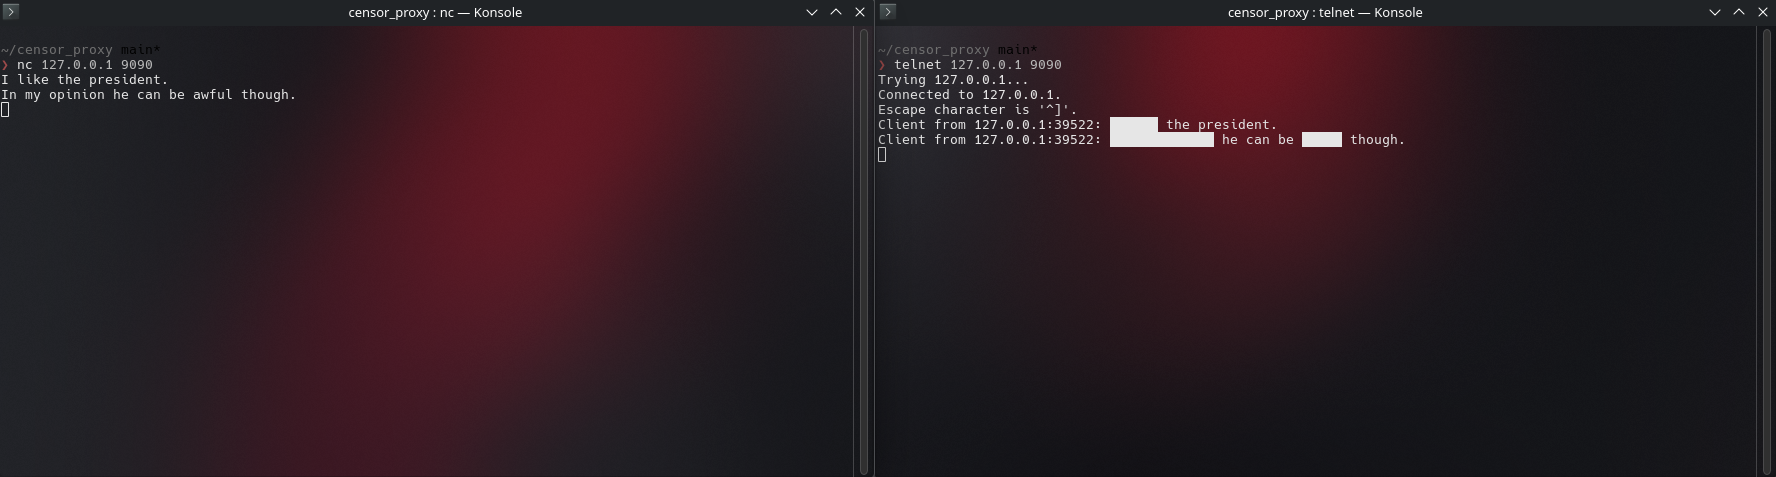 censor_proxy : nc — Konsole
~/censor_proxy main*
❯ nc 127.0.0.1 9090
I like the president.
In my opinion he can be awful though.
censor_proxy : telnet — Konsole
~/censor_proxy main*
❯ telnet 127.0.0.1 9090
Trying 127.0.0.1...
Connected to 127.0.0.1.
Escape character is '^]'.
Client from 127.0.0.1:39522: ██████ the president.
Client from 127.0.0.1:39522: █████████████ he can be █████ though.